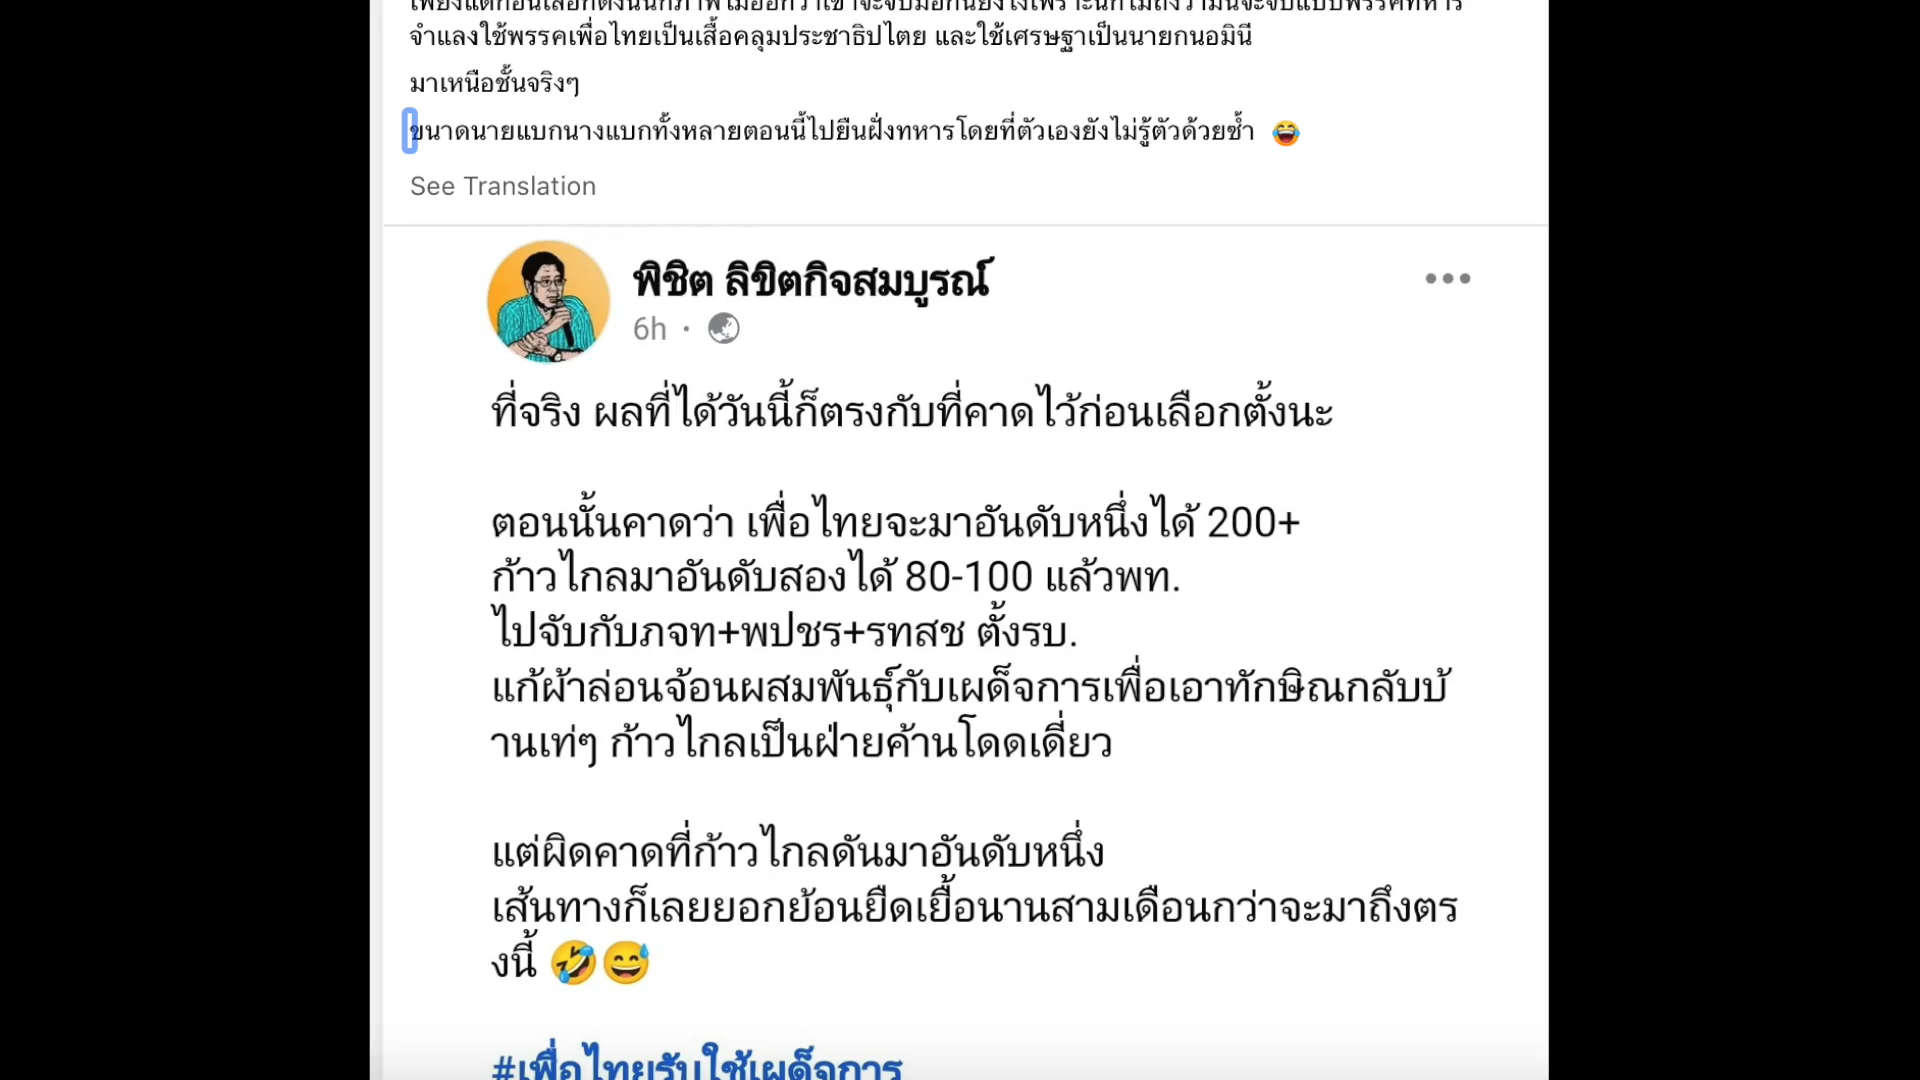 จำแลงใช้พรรคเพื่อไทยเป็นเสื้อคลุมประชาธิปไตย และใช้เศรษฐาเป็นนายกนอมินี
มาเหนือชั้นจริงๆ
ขนาดนายแบกนางแบกทั้งหลายตอนนี้ไปยืนฝั่งทหารโดยที่ตัวเองยังไม่รู้ตัวด้วยซ้ำ 😂
See Translation
พิชิต ลิขิตกิจสมบูรณ์
6h ·
ที่จริง ผลที่ได้วันนี้ก็ตรงกับที่คาดไว้ก่อนเลือกตั้งนะ
ตอนนั้นคาดว่า เพื่อไทยจะมาอันดับหนึ่งได้ 200+
ก้าวไกลมาอันดับสองได้ 80-100 แล้วพท.
ไปจับกับภจท+พปชร+รทสช ตั้งรบ.
แก้ผ้าล่อนจ้อนผสมพันธุ์กับเผด็จการเพื่อเอาทักษิณกลับบ้
านเท่ๆ ก้าวไกลเป็นฝ่ายค้านโดดเดี่ยว
แต่ผิดคาดที่ก้าวไกลดันมาอันดับหนึ่ง
เส้นทางก็เลยยอกย้อนยืดเยื้อนานสามเดือนกว่าจะมาถึงตร
งนี้ 🤣😅
#เพื่อไทยรับใช้เผด็จการ